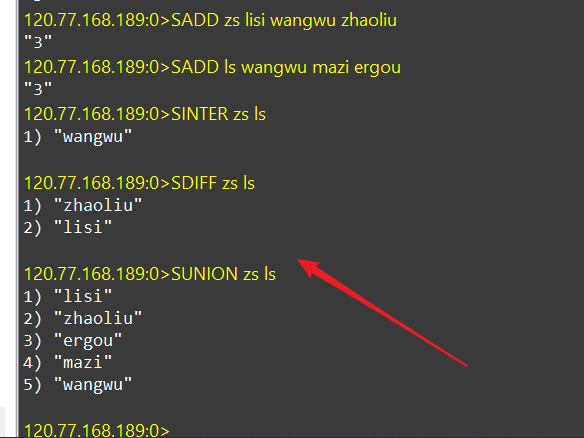 120.77.168.189:0>SADD zs lisi wangwu zhaoliu
"3"
120.77.168.189:0>SADD ls wangwu mazi ergou
"3"
120.77.168.189:0>SINTER zs ls
1) "wangwu"
120.77.168.189:0>SDIFF zs ls
1) "zhaoliu"
2) "lisi"
120.77.168.189:0>SUNION zs ls
1) "lisi"
2) "zhaoliu"
3) "ergou"
4) "mazi"
5) "wangwu"
120.77.168.189:0>